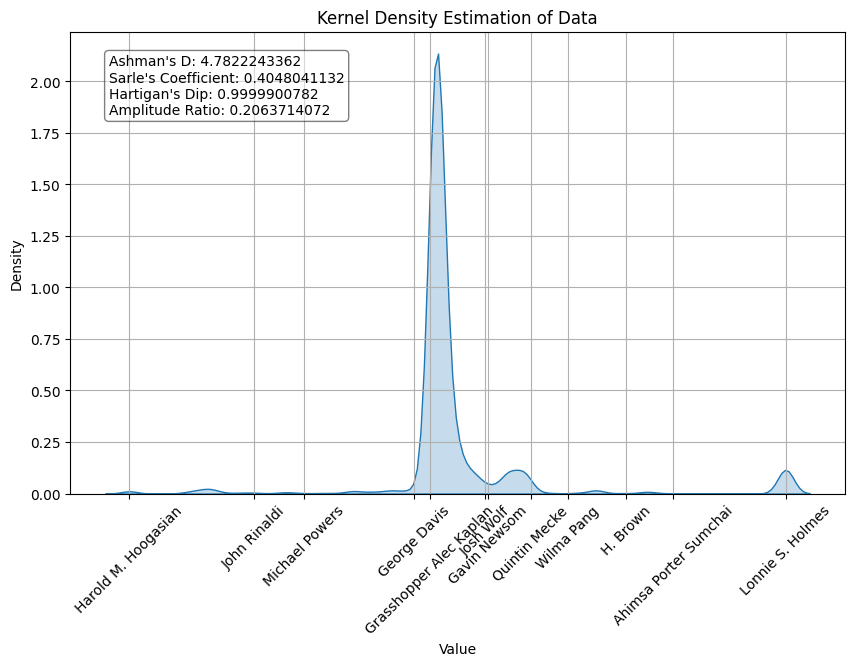 Kernel Density Estimation of Data
Ashman's D: 4.7822243362
Sarle's Coefficient: 0.4048041132
Hartigan's Dip: 0.9999900782
Amplitude Ratio: 0.2063714072
Density
2.00
1.75
1.50
1.25
1.00
0.75
0.50
0.25
0.00
Harold M. Hoogasian
John Rinaldi
Michael Powers
George Davis
Grasshopper Alec Kaplan
Josh Wolf
Gavin Newsom
Quintin Mecke
Wilma Pang
H. Brown
Ahimsa Porter Sumchai
Lonnie S. Holmes
Value